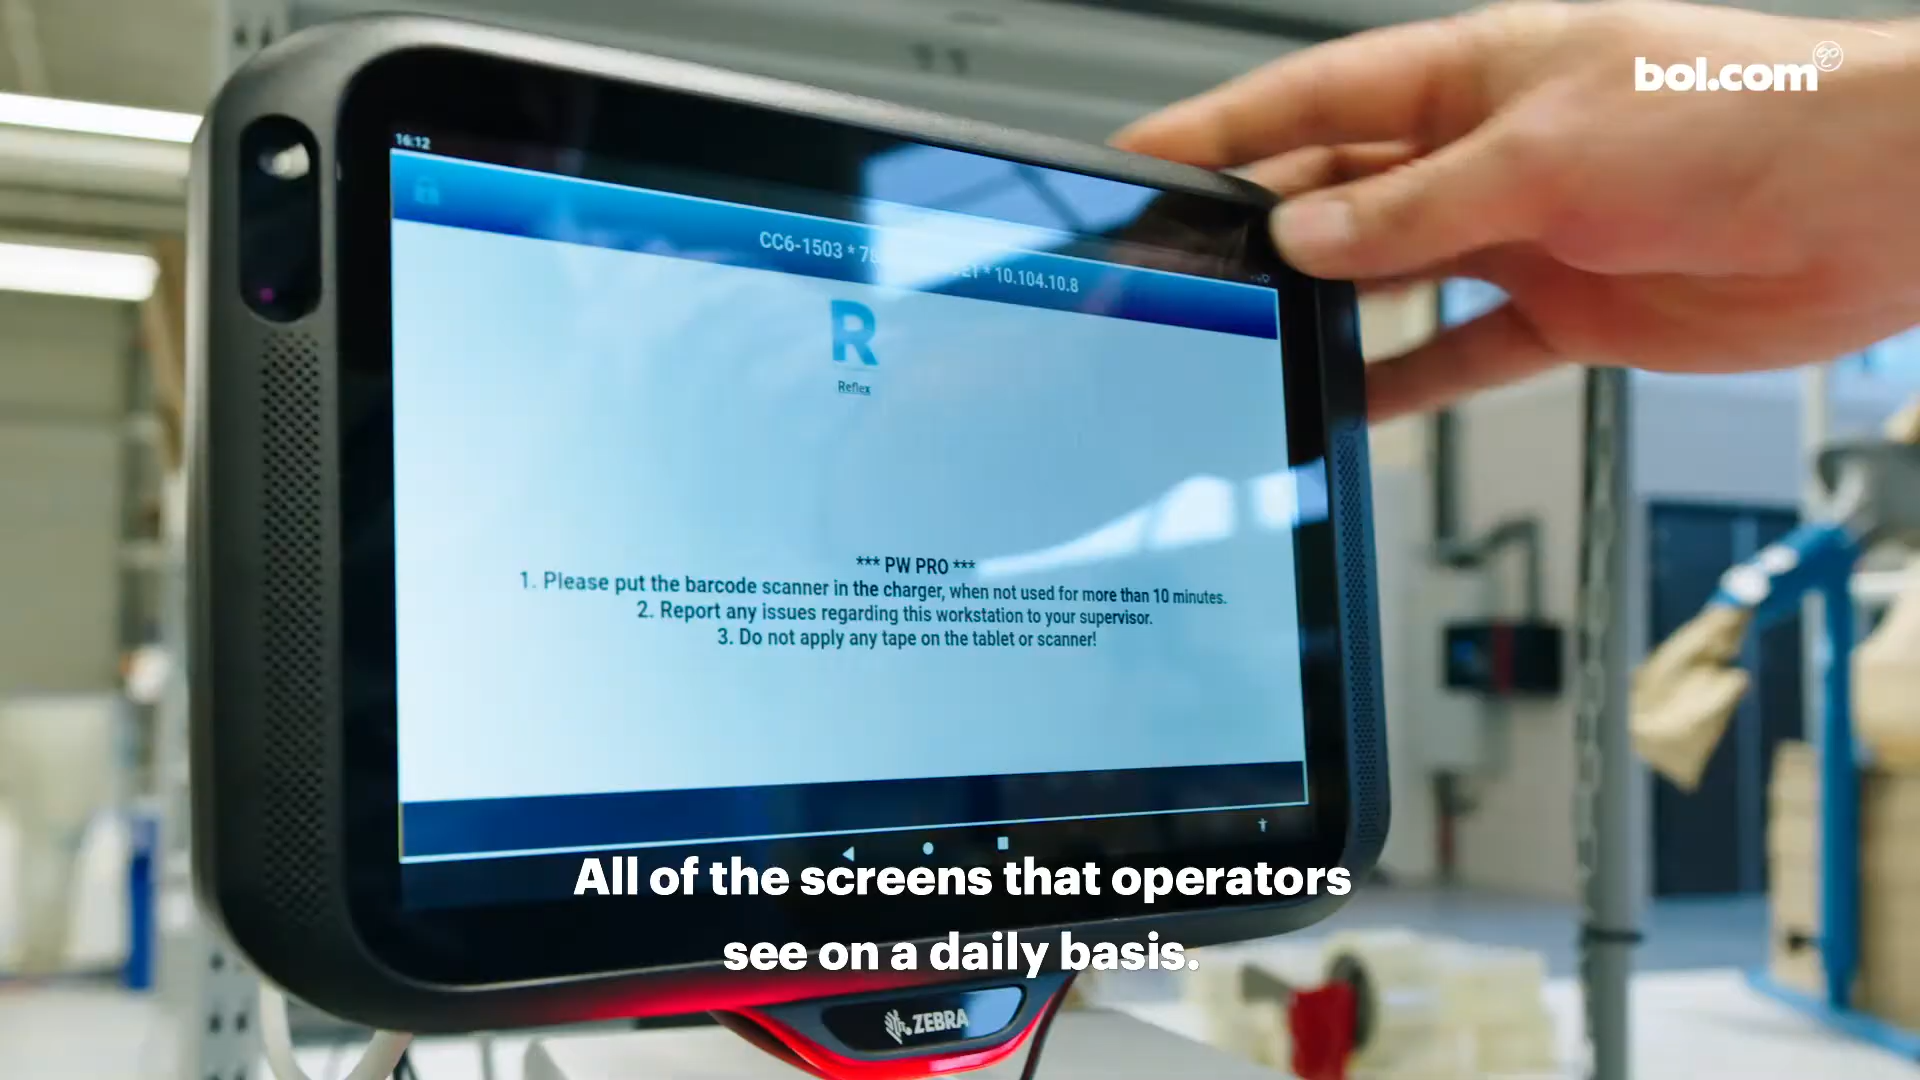 bol.com
16:12
CC6-1503 * 10.104.10.8
R
Reflex
*** PW PRO ***
1. Please put the barcode scanner in the charger, when not used for more than 10 minutes.
2. Report any issues regarding this workstation to your supervisor.
3. Do not apply any tape on the tablet or scanner!
All of the screens that operators
see on a daily basis.
ZEBRA